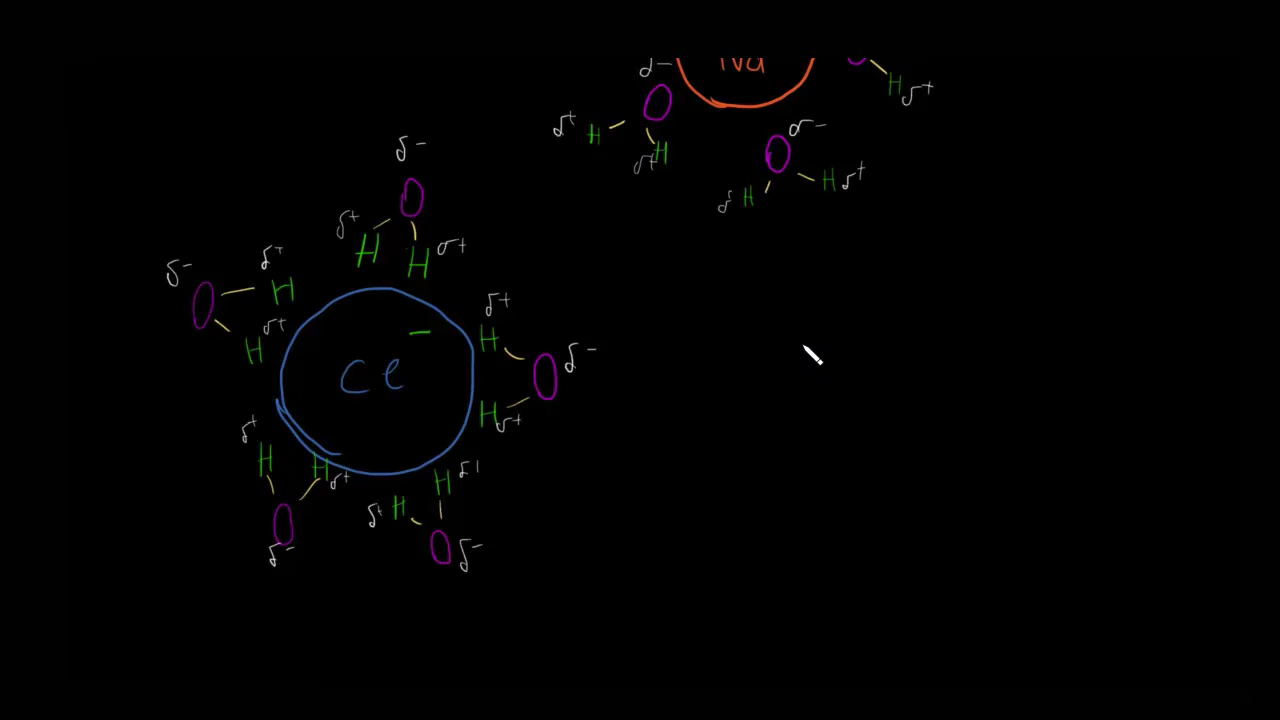 δ- Na
O H δ+
δ+ H H δ+
O δ-
δ H H δ+
δ-
O
δ+ H H δ+
δ- O H δ+
H δ+
Cl -
δ+ H
O δ-
H δ+
δ+ H H δ+
O
δ-
H δ+
δ+ H
O δ-